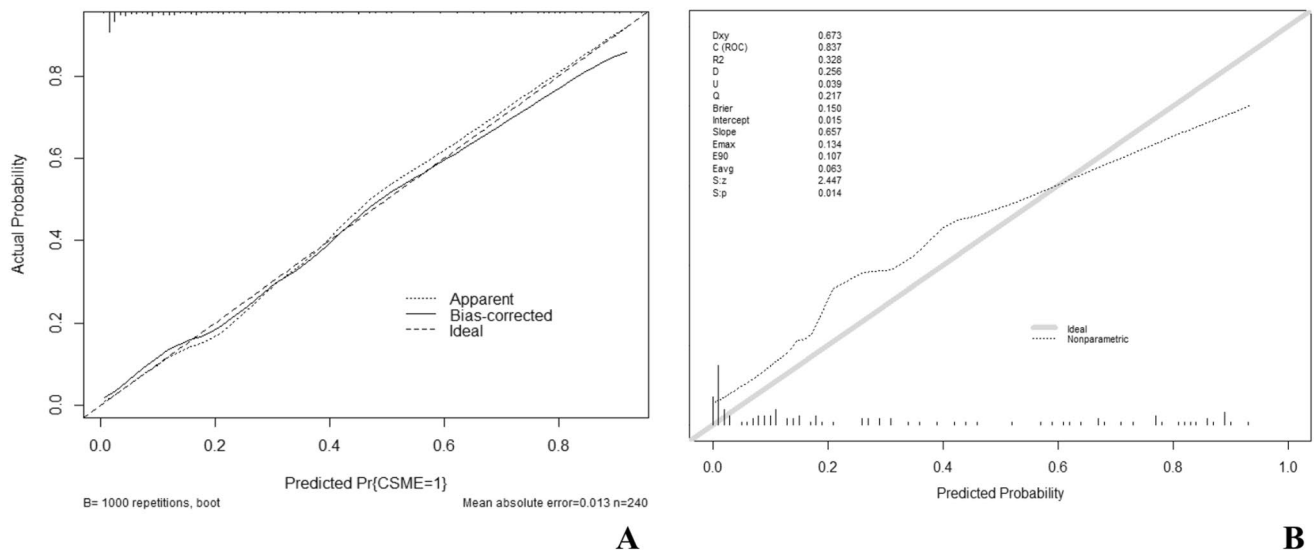 Actual Probability
0.8
0.6
0.4
0.2
0.0
Apparent
Bias-corrected
Ideal
0.0 0.2 0.4 0.6 0.8
Predicted Pr{CSME=1}
B= 1000 repetitions, boot
Mean absolute error=0.013 n=240
A
Dxy 0.673
C (ROC) 0.837
R2 0.328
D 0.256
U 0.039
Q 0.217
Brier 0.150
Intercept 0.015
Slope 0.657
Emax 0.134
E90 0.107
Eavg 0.063
S:z 2.447
S:p 0.014
Ideal
Nonparametric
0.0 0.2 0.4 0.6 0.8 1.0
Predicted Probability
B